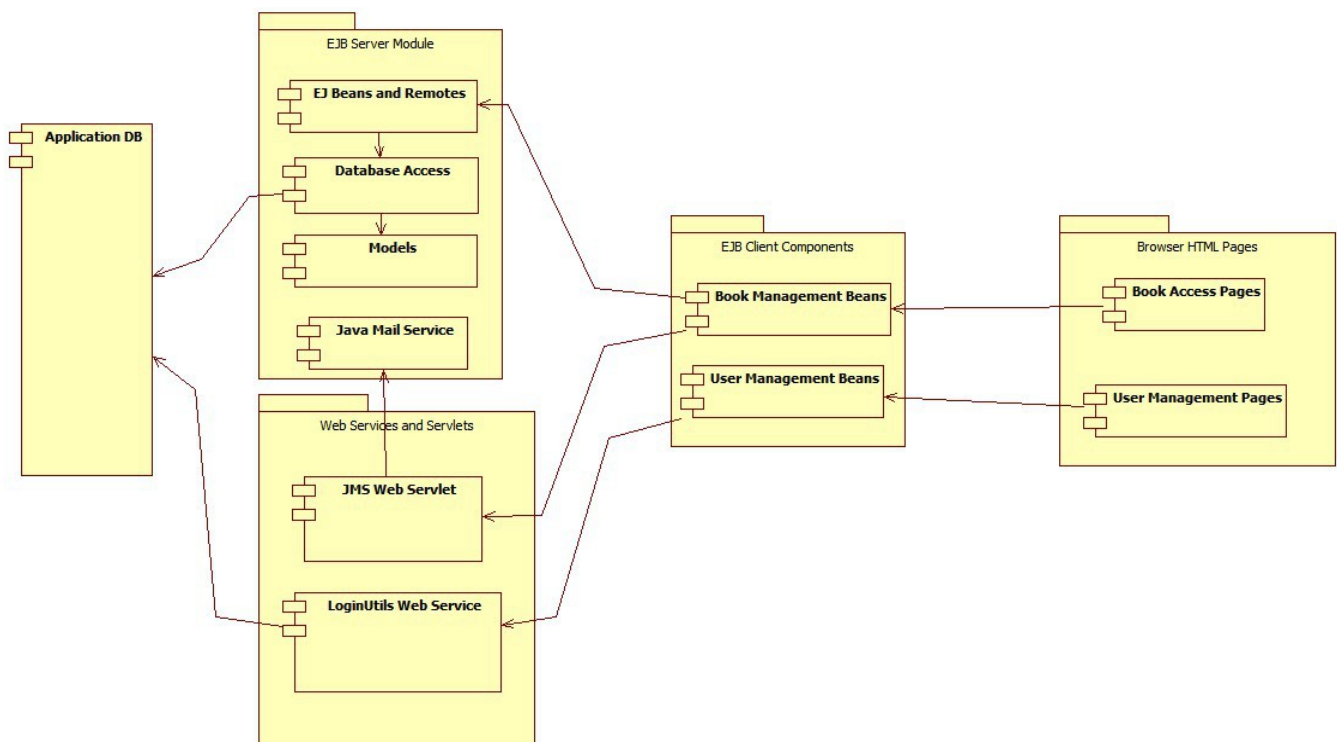 EJB Server Module
EJ Beans and Remotes
Application DB
Database Access
Models
Java Mail Service
Web Services and Servlets
JMS Web Servlet
LoginUtils Web Service
EJB Client Components
Book Management Beans
User Management Beans
Browser HTML Pages
Book Access Pages
User Management Pages